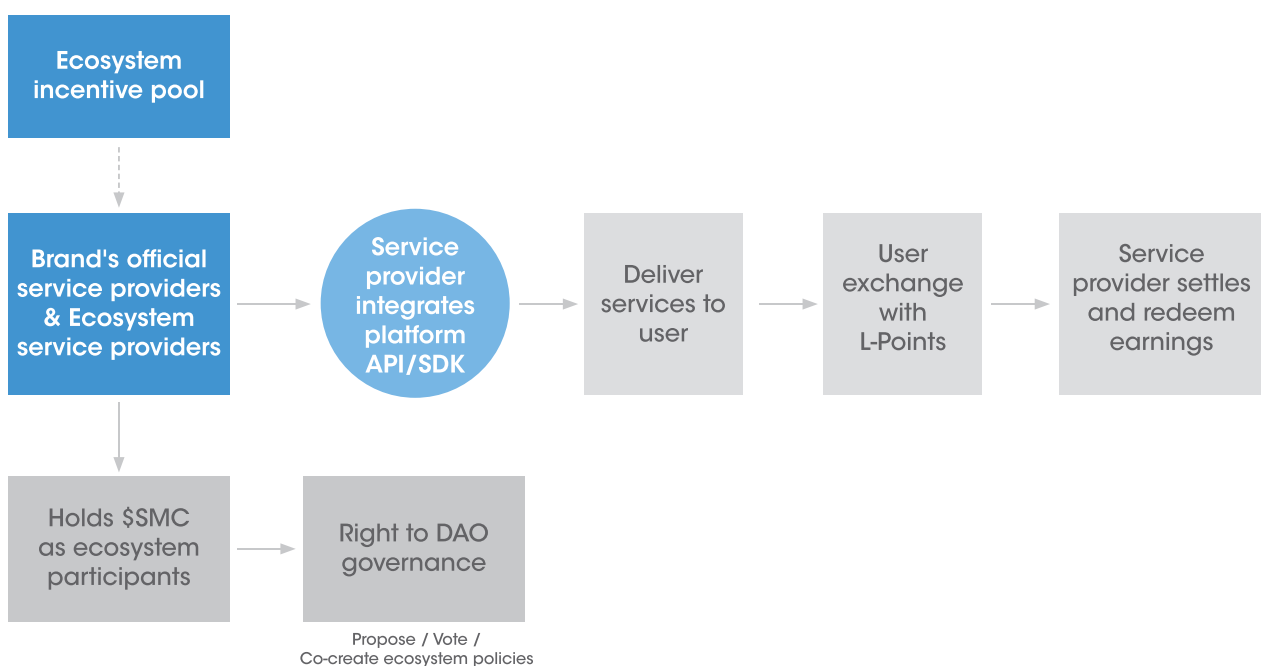 Ecosystem
incentive pool
Brand's official
service providers
& Ecosystem
service providers
Service
provider
integrates
platform
API/SDK
Deliver
services to
user
User
exchange
with
L-Points
Service
provider settles
and redeem
earnings
Holds $SMC
as ecosystem
participants
Right to DAO
governance
Propose / Vote /
Co-create ecosystem policies